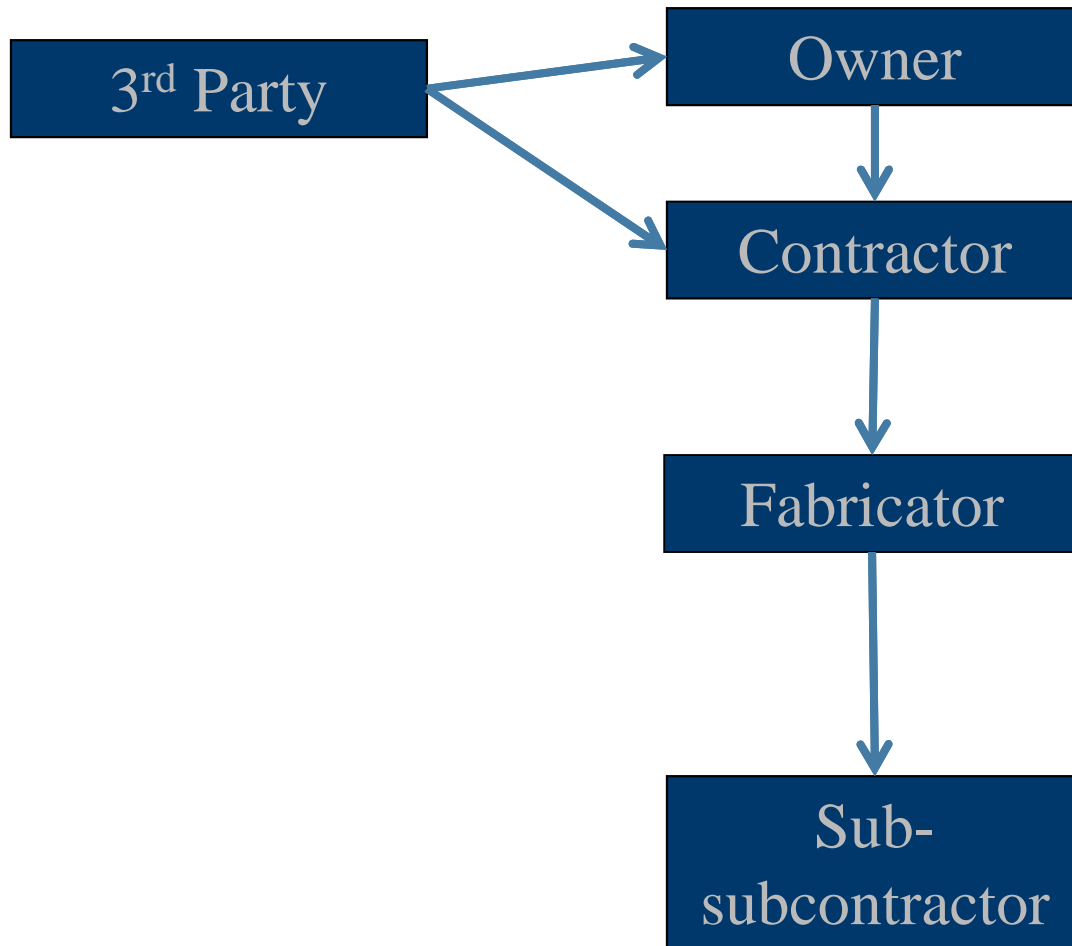 3rd Party
Owner
Contractor
Fabricator
Sub-
subcontractor